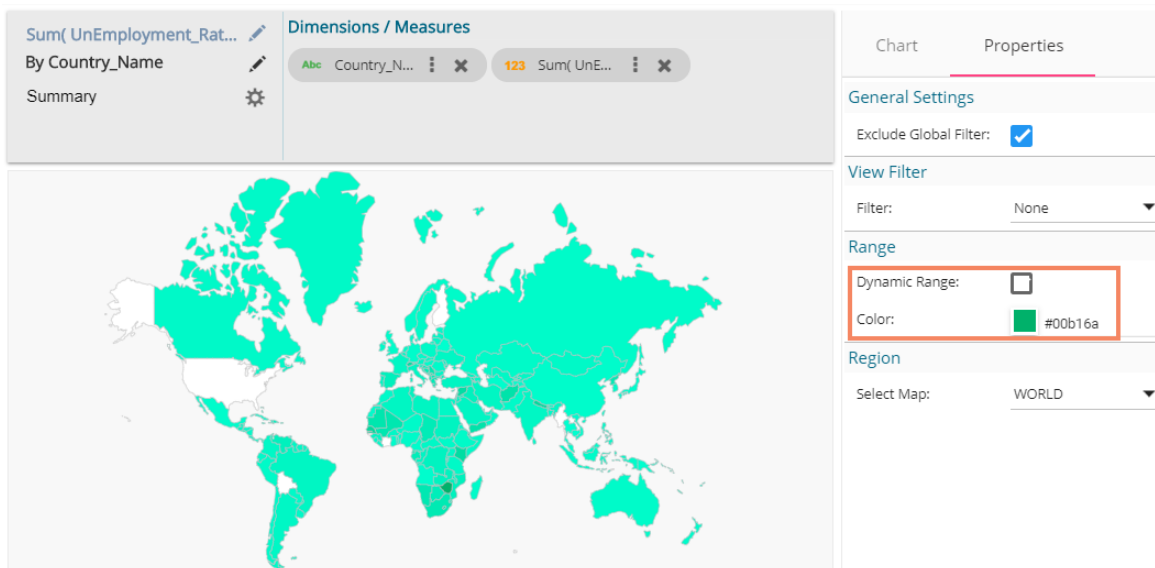 Sum( UnEmployment_Rat...
By Country_Name
Summary
Dimensions / Measures
Abc Country_N...
123 Sum( UnE...
Chart Properties
General Settings
Exclude Global Filter:
View Filter
Filter: None
Range
Dynamic Range:
Color: #00b16a
Region
Select Map: WORLD